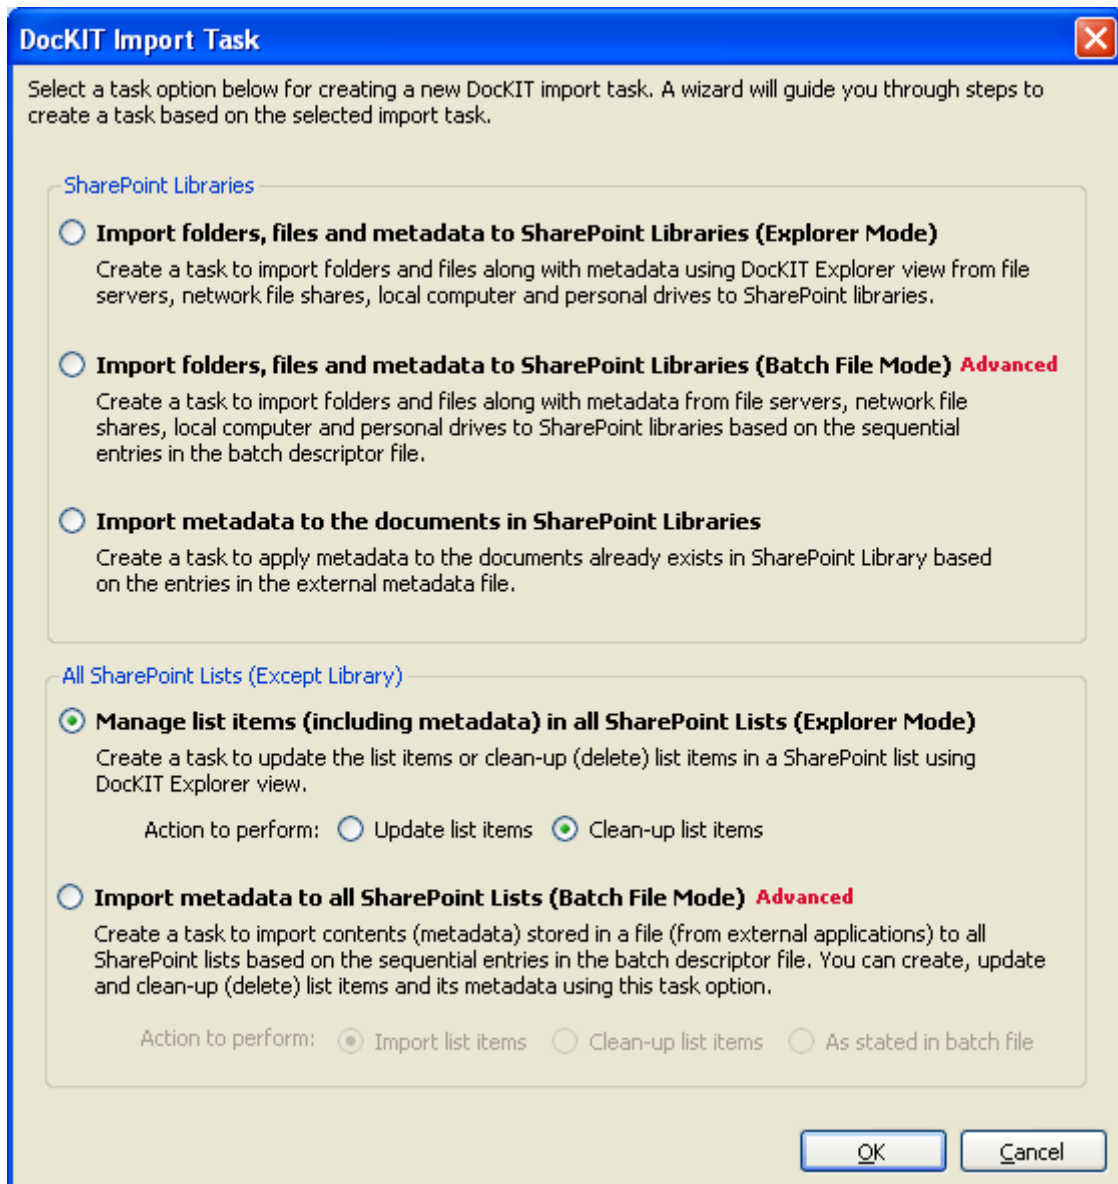 DocKIT Import Task
Select a task option below for creating a new DocKIT import task. A wizard will guide you through steps to
create a task based on the selected import task.
SharePoint Libraries
Import folders, files and metadata to SharePoint Libraries (Explorer Mode)
Create a task to import folders and files along with metadata using DocKIT Explorer view from file
servers, network file shares, local computer and personal drives to SharePoint libraries.
Import folders, files and metadata to SharePoint Libraries (Batch File Mode) Advanced
Create a task to import folders and files along with metadata from file servers, network file
shares, local computer and personal drives to SharePoint libraries based on the sequential
entries in the batch descriptor file.
Import metadata to the documents in SharePoint Libraries
Create a task to apply metadata to the documents already exists in SharePoint Library based
on the entries in the external metadata file.
All SharePoint Lists (Except Library)
Manage list items (including metadata) in all SharePoint Lists (Explorer Mode)
Create a task to update the list items or clean-up (delete) list items in a SharePoint list using
DocKIT Explorer view.
Action to perform: Update list items Clean-up list items
Import metadata to all SharePoint Lists (Batch File Mode) Advanced
Create a task to import contents (metadata) stored in a file (from external applications) to all
SharePoint lists based on the sequential entries in the batch descriptor file. You can create, update
and clean-up (delete) list items and its metadata using this task option.
Action to perform: Import list items Clean-up list items As stated in batch file
OK Cancel